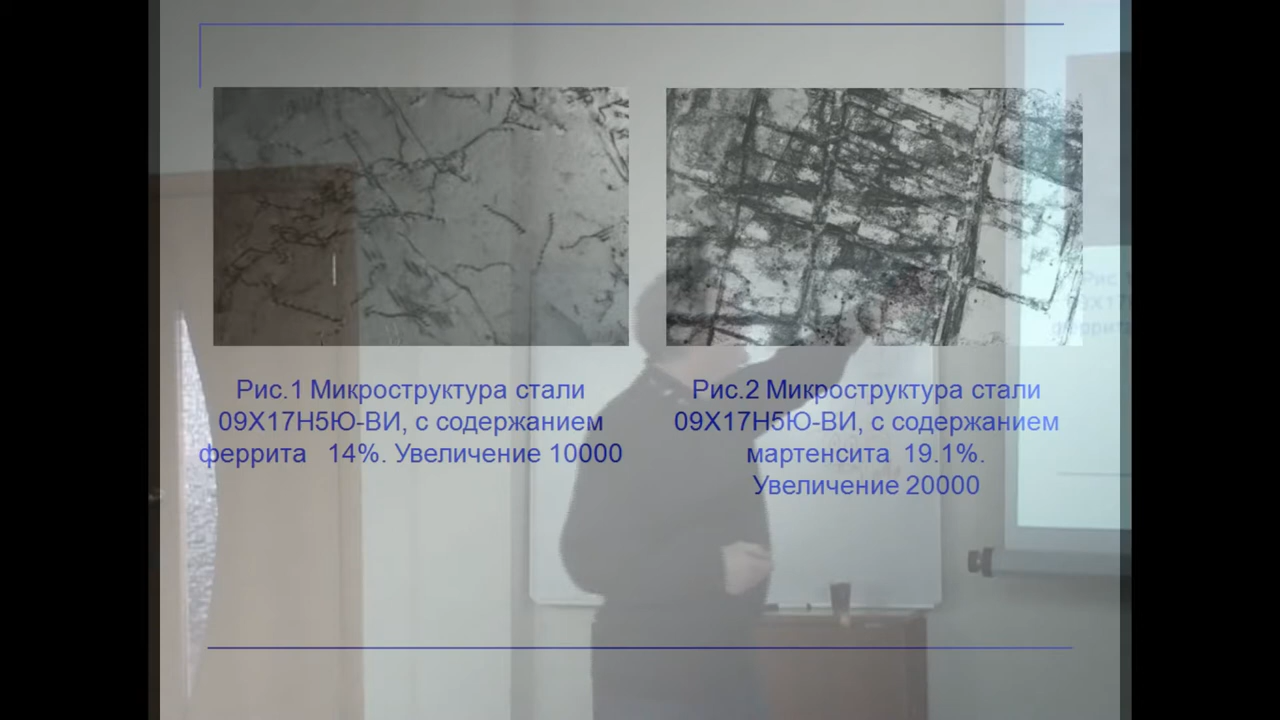 Рис.1 Микроструктура стали
09Х17Н5Ю-ВИ, с содержанием
феррита 14%. Увеличение 10000
Рис.2 Микроструктура стали
09Х17Н5Ю-ВИ, с содержанием
мартенсита 19.1%.
Увеличение 20000